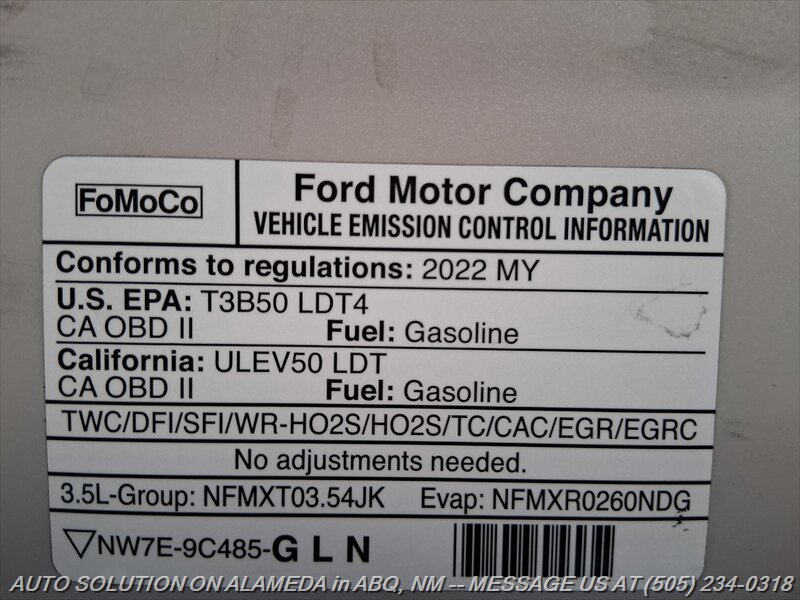 FoMoCo
Ford Motor Company
VEHICLE EMISSION CONTROL INFORMATION
Conforms to regulations: 2022 MY
U.S. EPA: T3B50 LDT4
CA OBD II Fuel: Gasoline
California: ULEV50 LDT
CA OBD II Fuel: Gasoline
TWC/DFI/SFI/WR-HO2S/HO2S/TC/CAC/EGR/EGRC
No adjustments needed.
3.5L-Group: NFMXT03.54JK Evap: NFMXR0260NDG
NW7E-9C485-G L N
AUTO SOLUTION ON ALAMEDA in ABQ, NM -- MESSAGE US AT (505) 234-0318